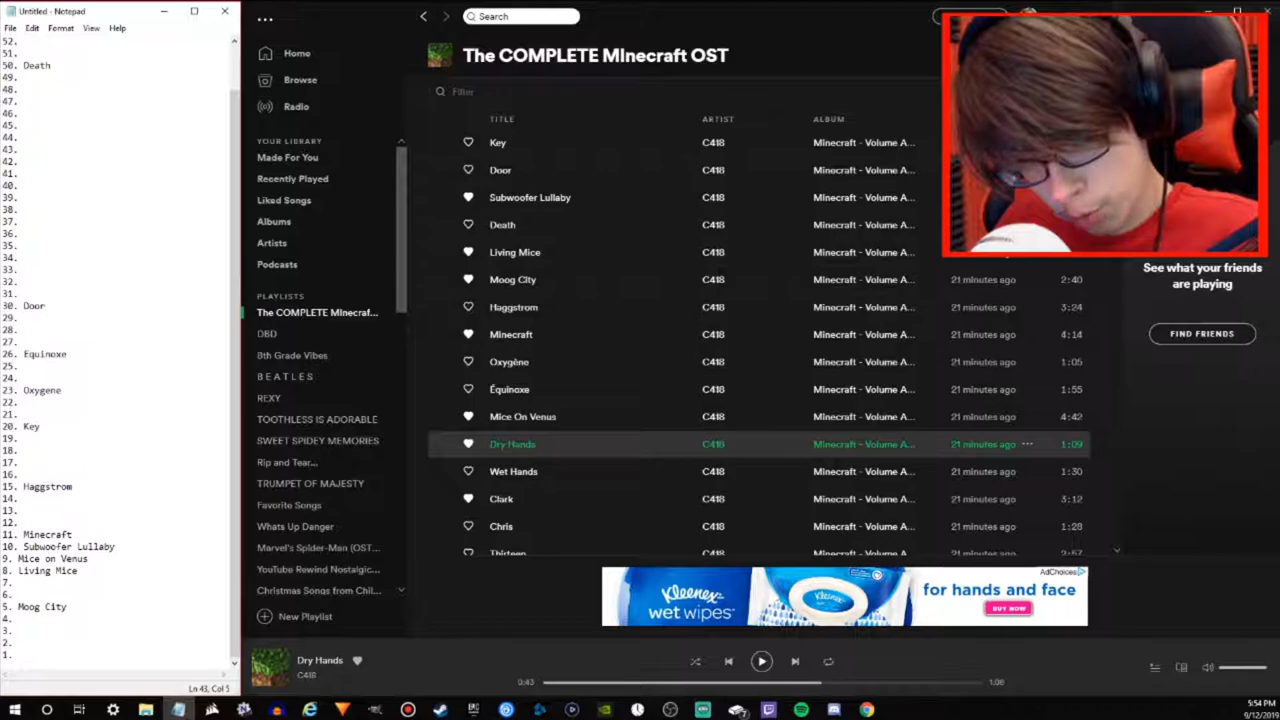 Untitled - Notepad
File Edit Format View Help
52.
51.
50. Death
49.
48.
47.
46.
45.
44.
43.
42.
41.
40.
39.
38.
37.
36.
35.
34.
33.
32.
31.
30. Door
29.
28.
27.
26. Equinoxe
25.
24.
23. Oxygene
22.
21.
20. Key
19.
18.
17.
16.
15. Haggstrom
14.
13.
12.
11. Minecraft
10. Subwoofer Lullaby
9. Mice on Venus
8. Living Mice
7.
6.
5. Moog City
4.
3.
2.
1.
Ln 43, Col 5
Search
Home
Browse
Radio
YOUR LIBRARY
Made For You
Recently Played
Liked Songs
Albums
Artists
Podcasts
PLAYLISTS
The COMPLETE MInecraf...
DBD
8th Grade Vibes
B E A T L E S
REXY
TOOTHLESS IS ADORABLE
SWEET SPIDEY MEMORIES
Rip and Tear...
TRUMPET OF MAJESTY
Favorite Songs
Whats Up Danger
Marvel's Spider-Man (OST...
YouTube Rewind Nostalgic...
Christmas Songs from Chil...
New Playlist
The COMPLETE MInecraft OST
Filter
TITLE ARTIST ALBUM
Key C418 Minecraft - Volume A...
Door C418 Minecraft - Volume A...
Subwoofer Lullaby C418 Minecraft - Volume A...
Death C418 Minecraft - Volume A...
Living Mice C418 Minecraft - Volume A...
Moog City C418 Minecraft - Volume A... 21 minutes ago 2:40
Haggstrom C418 Minecraft - Volume A... 21 minutes ago 3:24
Minecraft C418 Minecraft - Volume A... 21 minutes ago 4:14
Oxygène C418 Minecraft - Volume A... 21 minutes ago 1:05
Équinoxe C418 Minecraft - Volume A... 21 minutes ago 1:55
Mice On Venus C418 Minecraft - Volume A... 21 minutes ago 4:42
Dry Hands C418 Minecraft - Volume A... 21 minutes ago ... 1:09
Wet Hands C418 Minecraft - Volume A... 21 minutes ago 1:30
Clark C418 Minecraft - Volume A... 21 minutes ago 3:12
Chris C418 Minecraft - Volume A... 21 minutes ago 1:28
Thirteen C418 Minecraft - Volume A... 21 minutes ago 2:57
See what your friends
are playing
FIND FRIENDS
AdChoices
Kleenex
wet wipes
Kleenex
for hands and face
BUY NOW
Dry Hands
C418
0:43
1:08
5:54 PM
9/12/2019